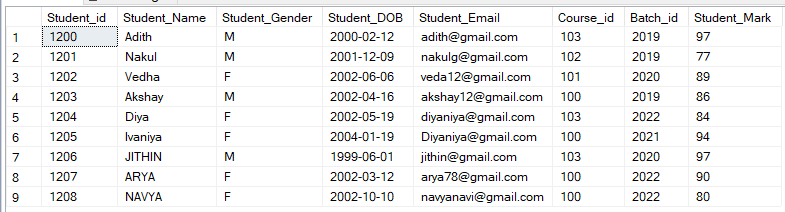 Student_id Student_Name Student_Gender Student_DOB Student_Email Course_id Batch_id Student_Mark
1 1200 Adith M 2000-02-12 adith@gmail.com 103 2019 97
2 1201 Nakul M 2001-12-09 nakulg@gmail.com 102 2019 77
3 1202 Vedha F 2002-06-06 veda12@gmail.com 101 2020 89
4 1203 Akshay M 2002-04-16 akshay12@gmail.com 100 2019 86
5 1204 Diya F 2002-05-19 diyaniya@gmail.com 103 2022 84
6 1205 Ivaniya F 2004-01-19 Diyaniya@gmail.com 100 2021 94
7 1206 JITHIN M 1999-06-01 jithin@gmail.com 103 2020 97
8 1207 ARYA F 2002-03-12 arya78@gmail.com 100 2022 90
9 1208 NAVYA F 2002-10-10 navyanavi@gmail.com 100 2022 80